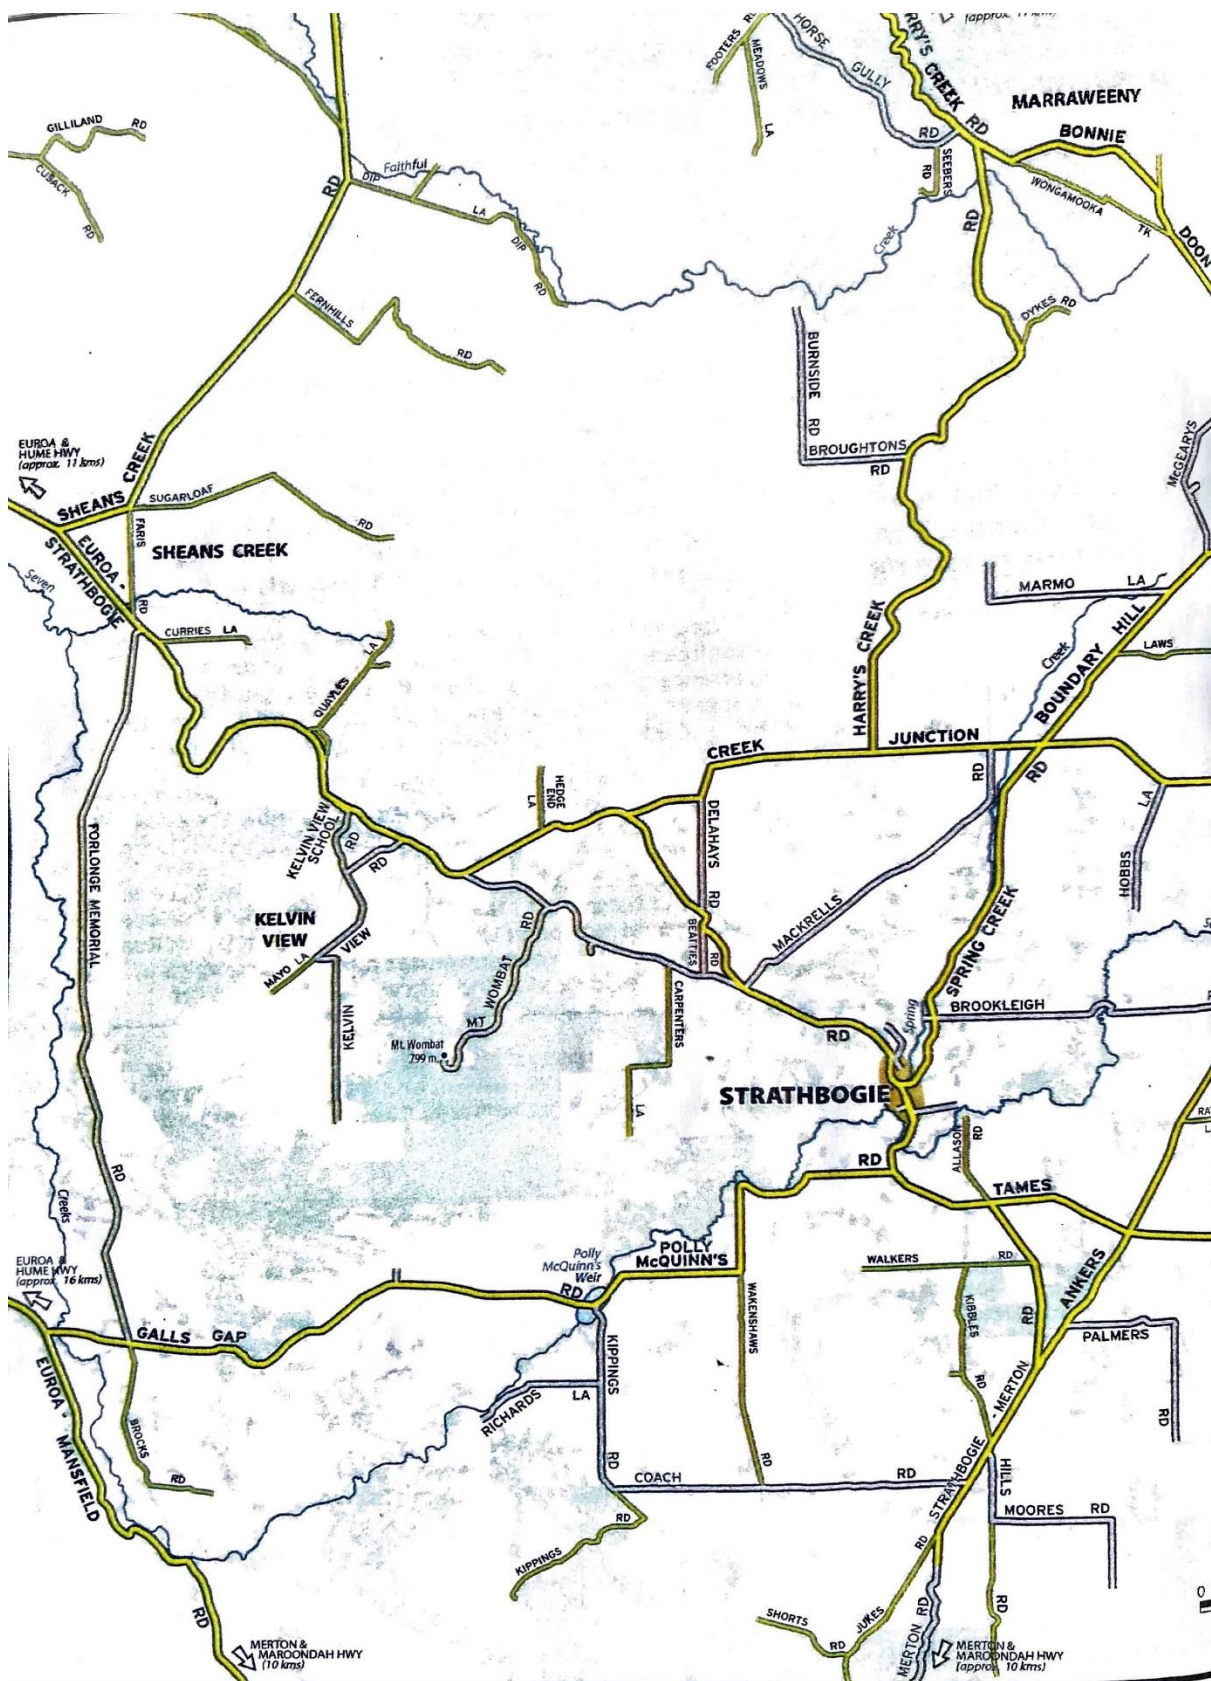 (approx. 11 kms)
FOOTERS RD
MEADOWS LA
HORSE GULLY RD
HARRY'S CREEK RD
MARRAWEENY
BONNIE DOON
GILLILAND RD
CUSACK RD
Faithful Creek
DIP LA
DIP RD
SEEBERS RD
WONGAMOOKA TK
RD
RD
FERNHILLS RD
DYKES RD
BURNSIDE RD
BROUGHTONS RD
McGEARYS
EUROA &
HUME HWY
(approx. 11 kms)
SHEANS CREEK
SUGARLOAF RD
FARIS RD
SHEANS CREEK
EUROA -
STRATHBOGIE
Seven
CURRIES LA
QUAYLES LA
MARMO LA
Creek
BOUNDARY HILL RD
LAWS
HARRY'S CREEK
CREEK JUNCTION
RD
HEDGE
END
LA
DELAHAYS RD
HOBBS LA
KELVIN VIEW
SCHOOL
RD
RD
FORLONGE MEMORIAL RD
KELVIN
VIEW
MAYO LA
VIEW
KELVIN
MT WOMBAT RD
Mt. Wombat
799 m.
BEATTIES RD
MACKRELLS
CARPENTERS LA
SPRING CREEK
BROOKLEIGH
Spring
RD
STRATHBOGIE
ALLASON RD
RD
TAMES
Creeks
EUROA &
HUME HWY
(approx. 16 kms)
Polly
McQuinn's
Weir
POLLY
McQUINN'S
RD
WALKERS RD
ANKERS
RD
GALLS GAP
KIPPINGS RD
WAKENSHAWS RD
KIBBLES RD
PALMERS RD
RICHARDS LA
EUROA -
MANSFIELD RD
BROCKS RD
COACH RD
STRATHBOGIE - MERTON
RD
HILLS
MOORES RD
KIPPINGS RD
SHORTS RD
JUKES
MERTON RD
RD
0
MERTON &
MAROONDAH HWY
(10 kms)
MERTON &
MAROONDAH HWY
(approx. 10 kms)